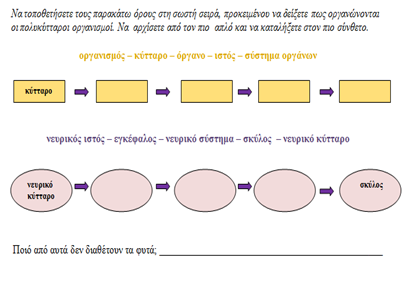 Να τοποθετήσετε τους παρακάτω όρους στη σωστή σειρά, προκειμένου να δείξετε πως οργανώνονται
οι πολυκύτταροι οργανισμοί. Να αρχίσετε από τον πιο απλό και να καταλήξετε στον πιο σύνθετο.
οργανισμός – κύτταρο – όργανο – ιστός – σύστημα οργάνων
κύτταρο
νευρικός ιστός – εγκέφαλος – νευρικό σύστημα – σκύλος – νευρικό κύτταρο
νευρικό
κύτταρο
σκύλος
Ποιό από αυτά δεν διαθέτουν τα φυτά;